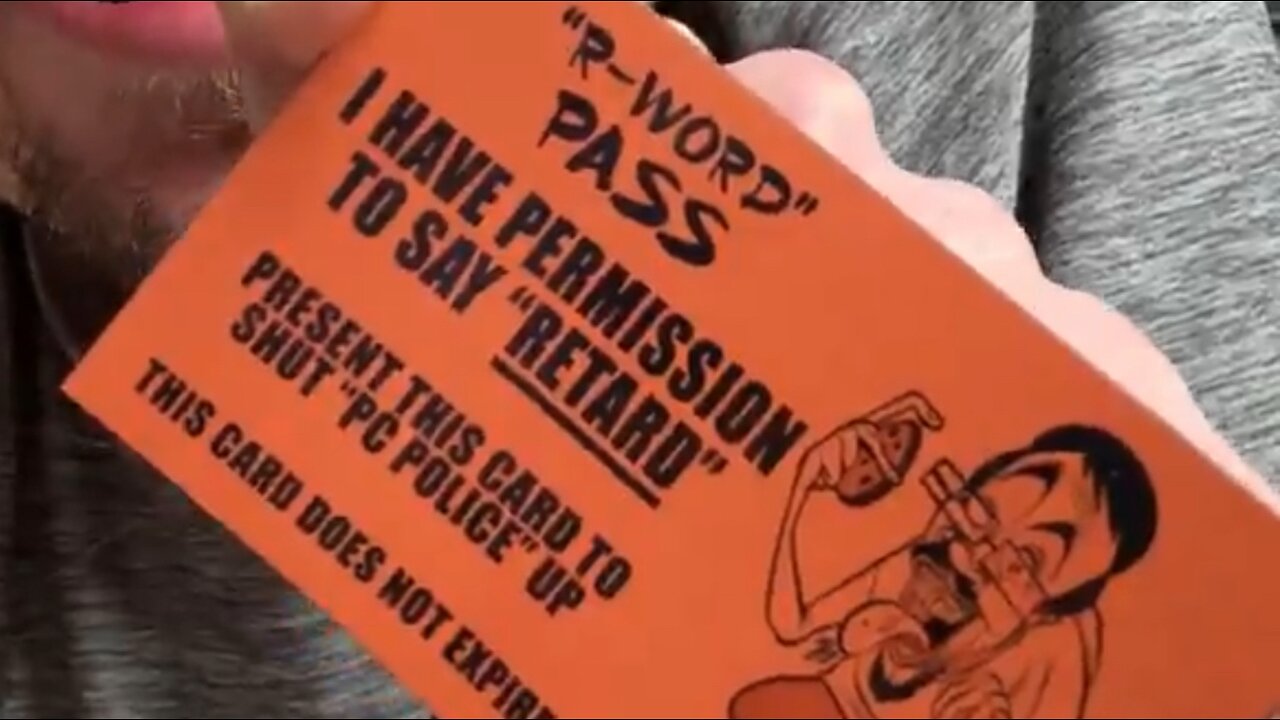 "R-WORD"
PASS
I HAVE PERMISSION
TO SAY "RETARD"
PRESENT THIS CARD TO
SHUT "PC POLICE" UP
THIS CARD DOES NOT EXPIRE